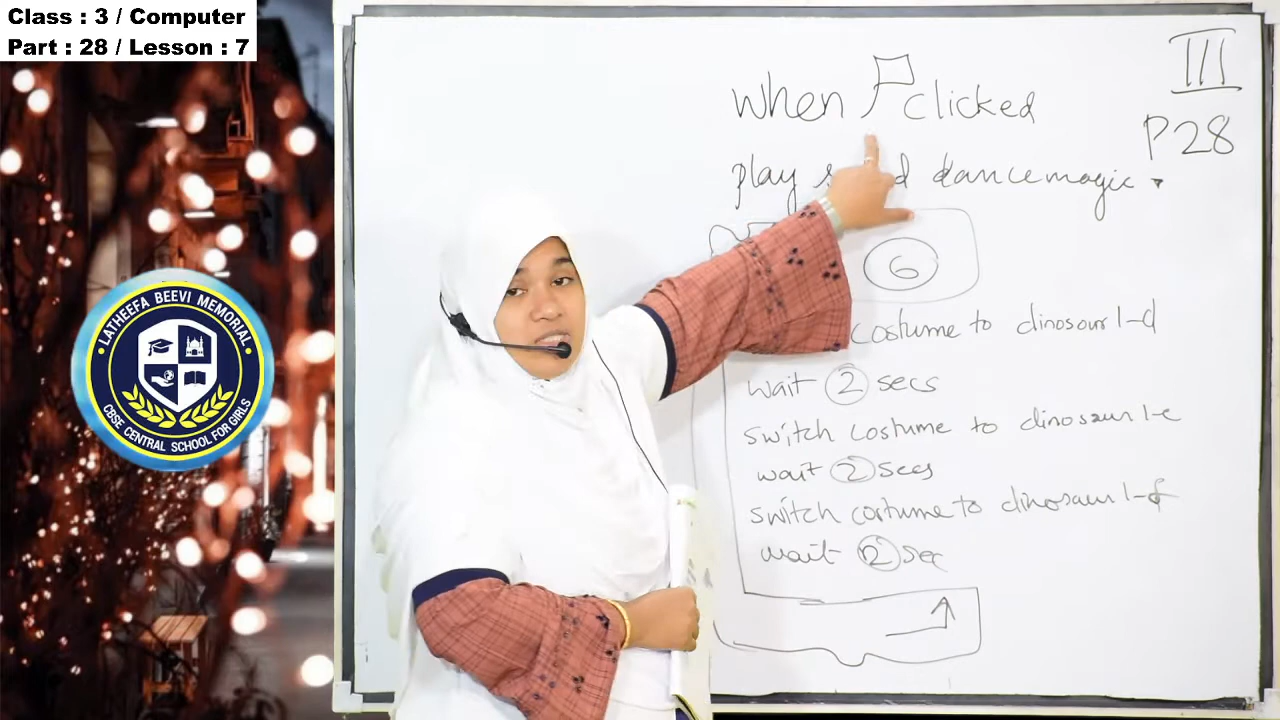 Class : 3 / Computer
Part : 28 / Lesson : 7
LATHEEFA BEEVI MEMORIAL
CBSE CENTRAL SCHOOL FOR GIRLS
III
P28
when clicked
play dancemagic
6
costume to dinosaur1-d
wait 2 secs
switch costume to dinosaur1-e
wait 2 secs
switch costume to dinosaur1-f
wait 2 sec